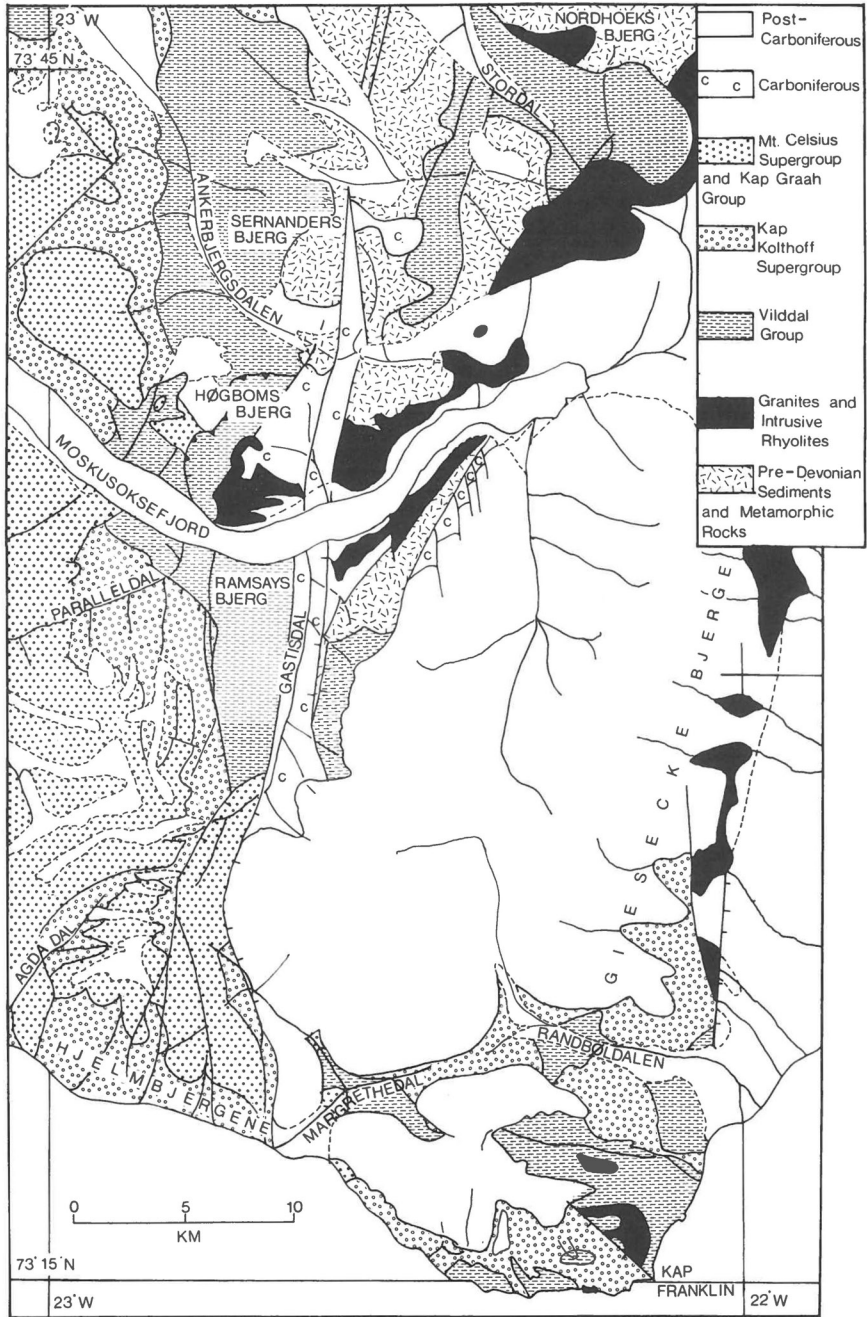 23° W
73° 45 N
NORDHOEKS
BJERG
STORDAL
ANKERBJERGSDALEN
SERNANDERS
BJERG
C
C
C
HØGBOMS
BJERG
C
C
C
C
MOSKUSOKSEFJORD
C
C
C
C
C
C
PARALLELDAL
RAMSAYS
BJERG
C
GASTISDAL
C
C
C
GIESECKE BJERGE
AGDA DAL
HJELMBJERGENE
MARGRETHEDAL
RANDBØLDALEN
0 5 10
KM
73° 15' N
KAP
FRANKLIN
23° W
22° W
Post-
Carboniferous
C C Carboniferous
Mt. Celsius
Supergroup
and Kap Graah
Group
Kap
Kolthoff
Supergroup
Vilddal
Group
Granites and
Intrusive
Rhyolites
Pre-Devonian
Sediments
and Metamorphic
Rocks